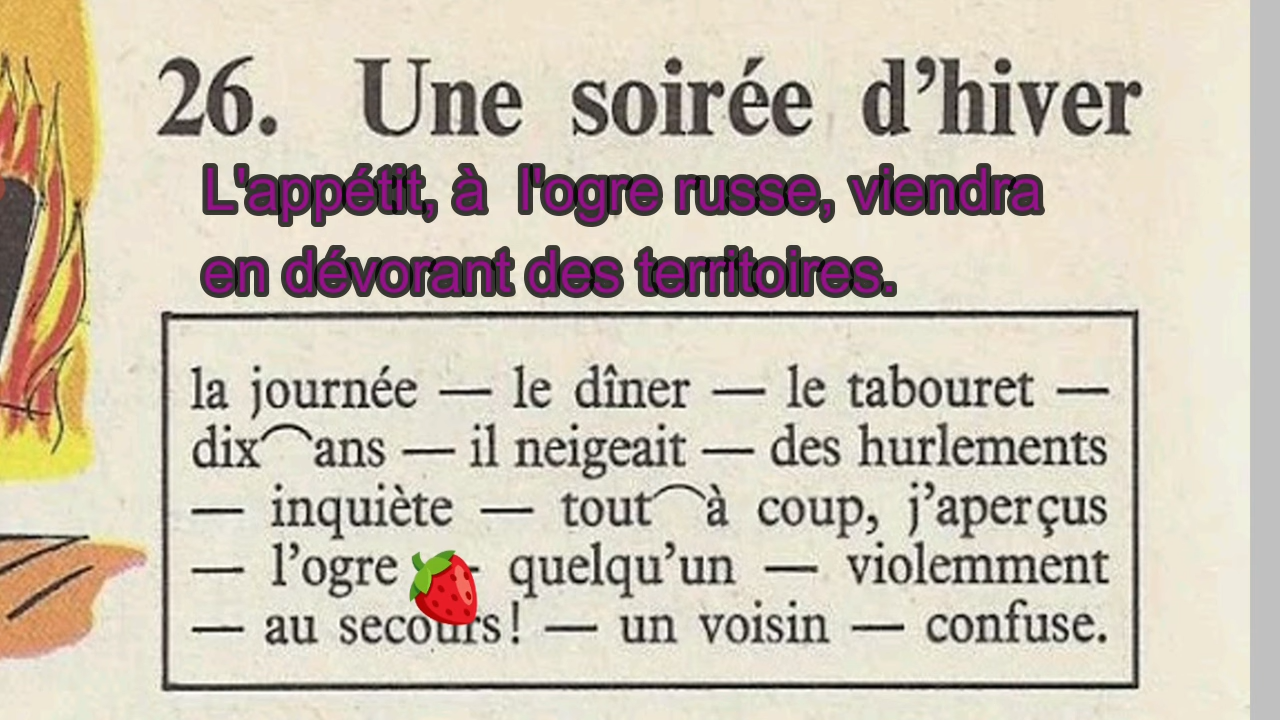 26. Une soirée d'hiver
L'appétit, à l'ogre russe, viendra
en dévorant des territoires.
la journée — le dîner — le tabouret —
dix ans — il neigeait — des hurlements
— inquiète — tout à coup, j'aperçus
— l'ogre — quelqu'un — violemment
— au secours! — un voisin — confuse.